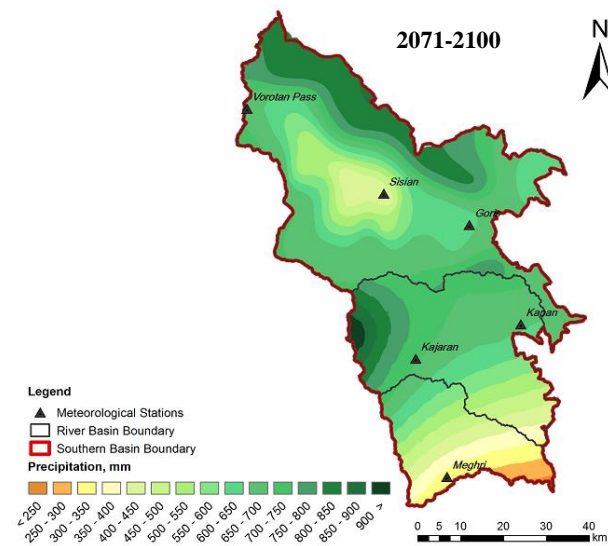 2071-2100
N
Vorotan Pass
Sisian
Goris
Kapan
Kajaran
Meghri
Legend
Meteorological Stations
River Basin Boundary
Southern Basin Boundary
Precipitation, mm
< 250
250 - 300
300 - 350
350 - 400
400 - 450
450 - 500
500 - 550
550 - 600
600 - 650
650 - 700
700 - 750
750 - 800
800 - 850
850 - 900
900 >
0 5 10 20 30 40
km